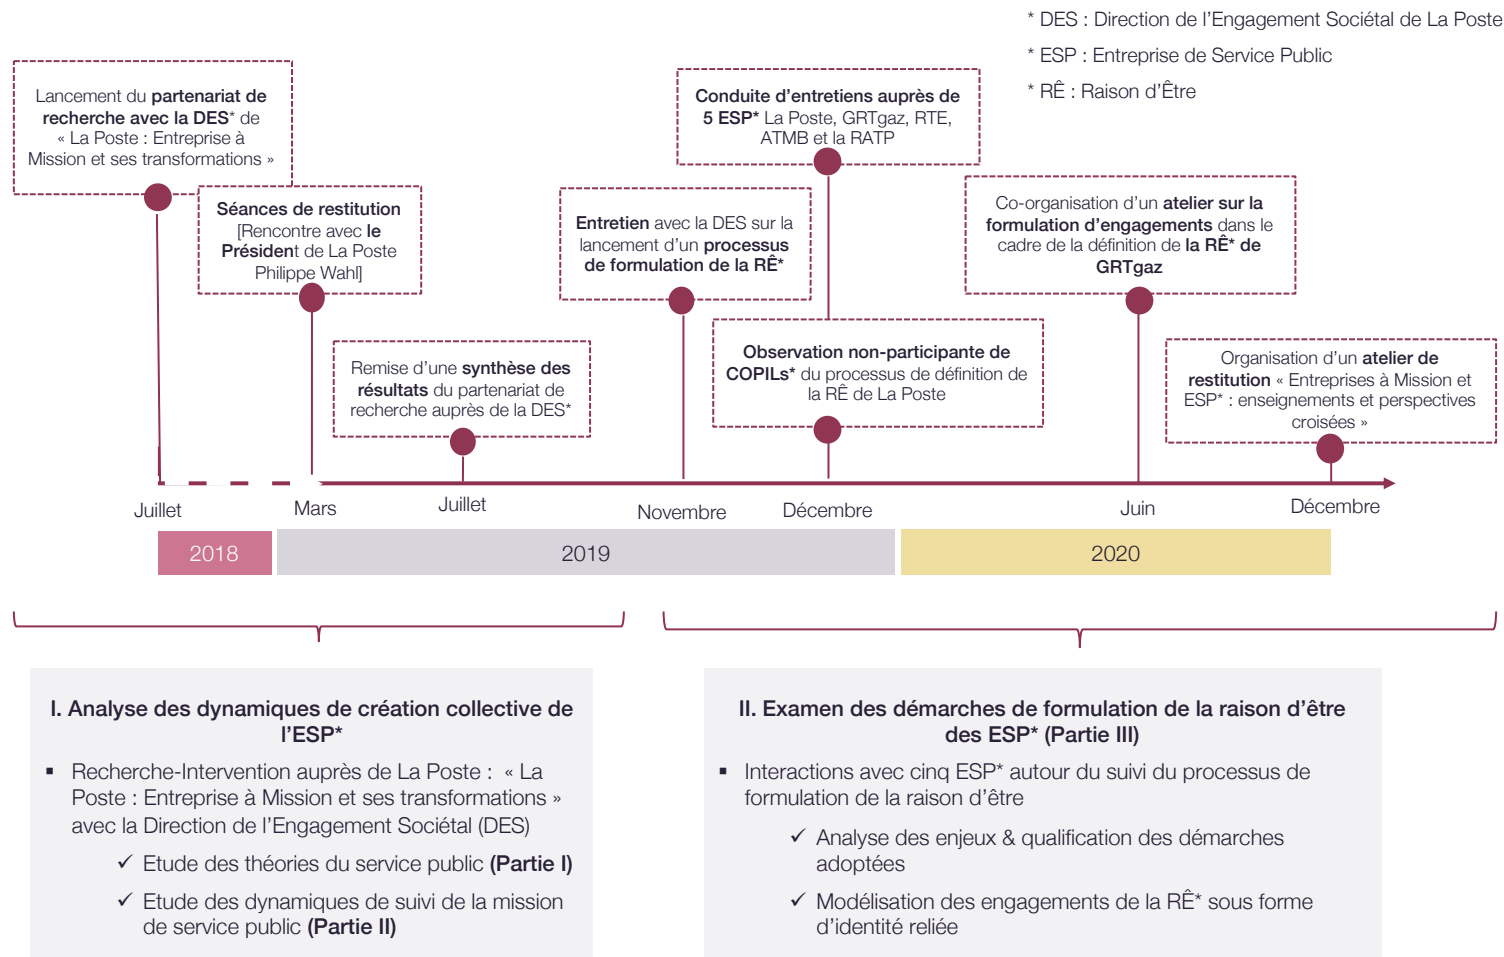 * DES : Direction de l'Engagement Sociétal de La Poste
* ESP : Entreprise de Service Public
* RÊ : Raison d'Être
Lancement du partenariat de
recherche avec la DES* de
« La Poste : Entreprise à
Mission et ses transformations »
Séances de restitution
[Rencontre avec le
Président de La Poste
Philippe Wahl]
Remise d'une synthèse des
résultats du partenariat de
recherche auprès de la DES*
Entretien avec la DES sur la
lancement d'un processus
de formulation de la RÊ*
Conduite d'entretiens auprès de
5 ESP* La Poste, GRTgaz, RTE,
ATMB et la RATP
Observation non-participante de
COPILs* du processus de définition de
la RÊ de La Poste
Co-organisation d'un atelier sur la
formulation d'engagements dans le
cadre de la définition de la RÊ* de
GRTgaz
Organisation d'un atelier de
restitution « Entreprises à Mission et
ESP* : enseignements et perspectives
croisées »
Juillet
Mars
Juillet
Novembre
Décembre
Juin
Décembre
2018
2019
2020
I. Analyse des dynamiques de création collective de
l'ESP*
▪ Recherche-Intervention auprès de La Poste : « La
Poste : Entreprise à Mission et ses transformations »
avec la Direction de l'Engagement Sociétal (DES)
✓ Etude des théories du service public (Partie I)
✓ Etude des dynamiques de suivi de la mission
de service public (Partie II)
II. Examen des démarches de formulation de la raison d'être
des ESP* (Partie III)
▪ Interactions avec cinq ESP* autour du suivi du processus de
formulation de la raison d'être
✓ Analyse des enjeux & qualification des démarches
adoptées
✓ Modélisation des engagements de la RÊ* sous forme
d'identité reliée